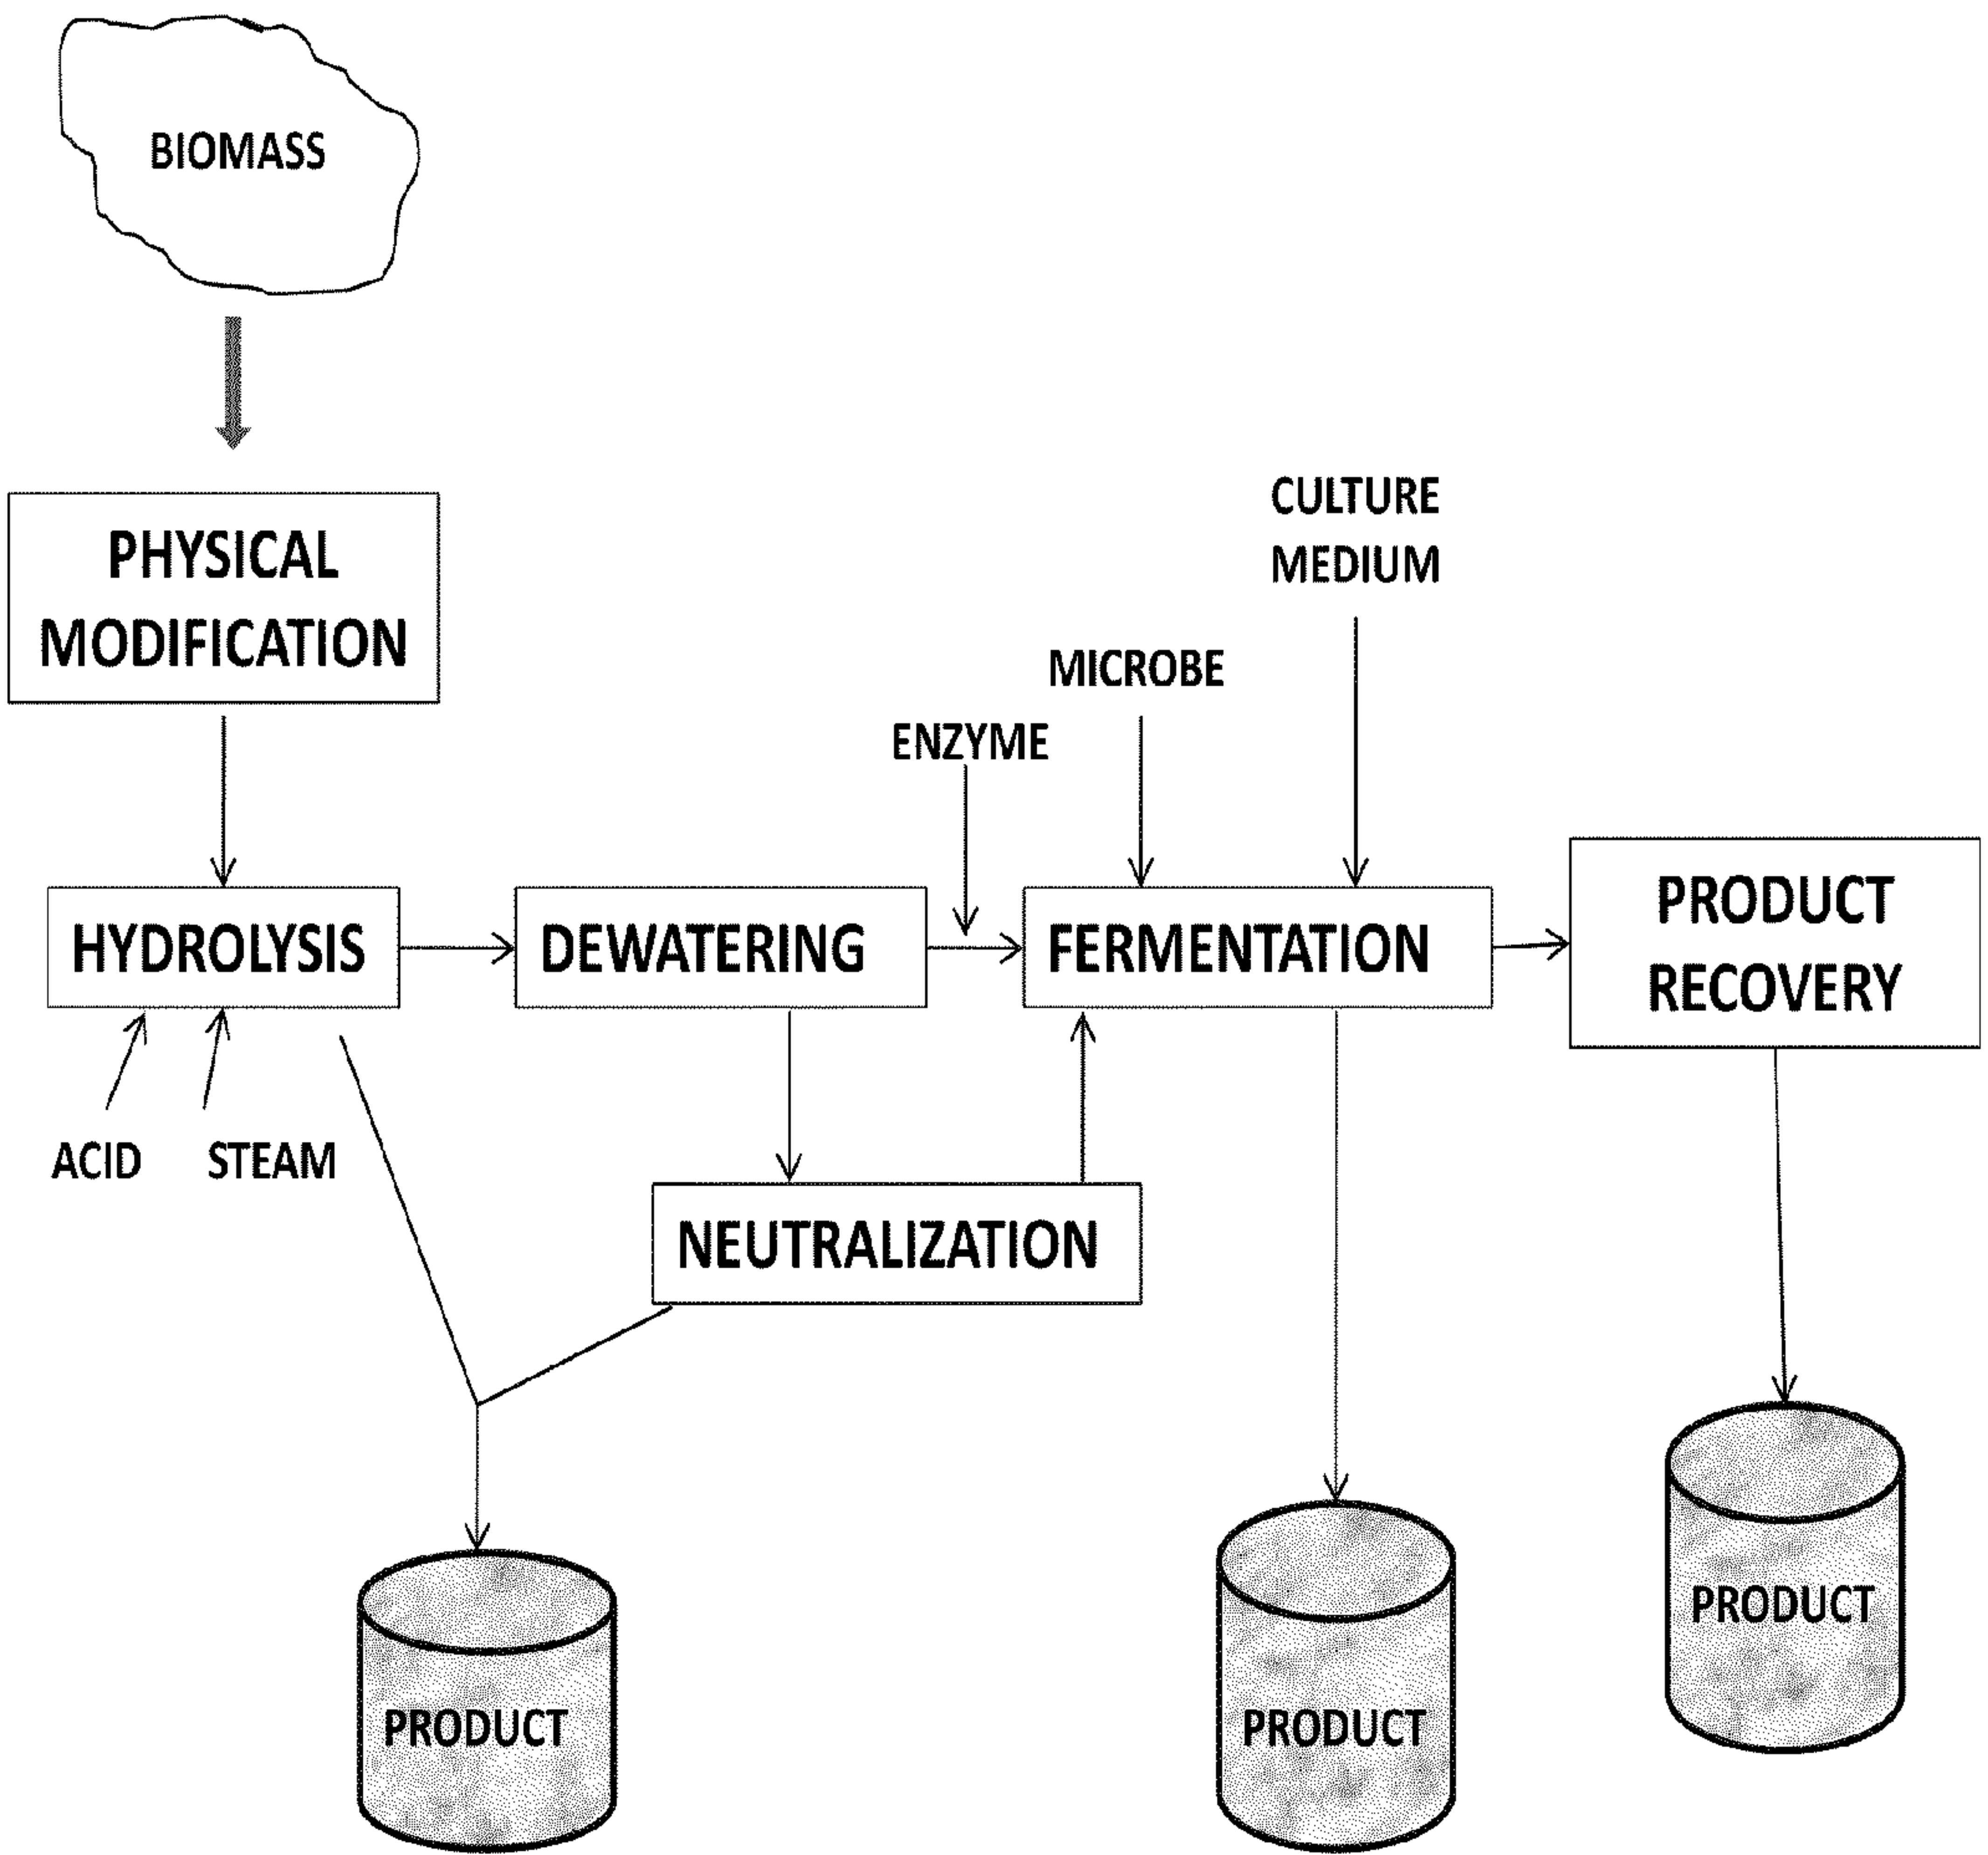 BIOMASS
PHYSICAL
MODIFICATION
CULTURE
MEDIUM
MICROBE
ENZYME
HYDROLYSIS
DEWATERING
FERMENTATION
PRODUCT
RECOVERY
ACID
STEAM
NEUTRALIZATION
PRODUCT
PRODUCT
PRODUCT